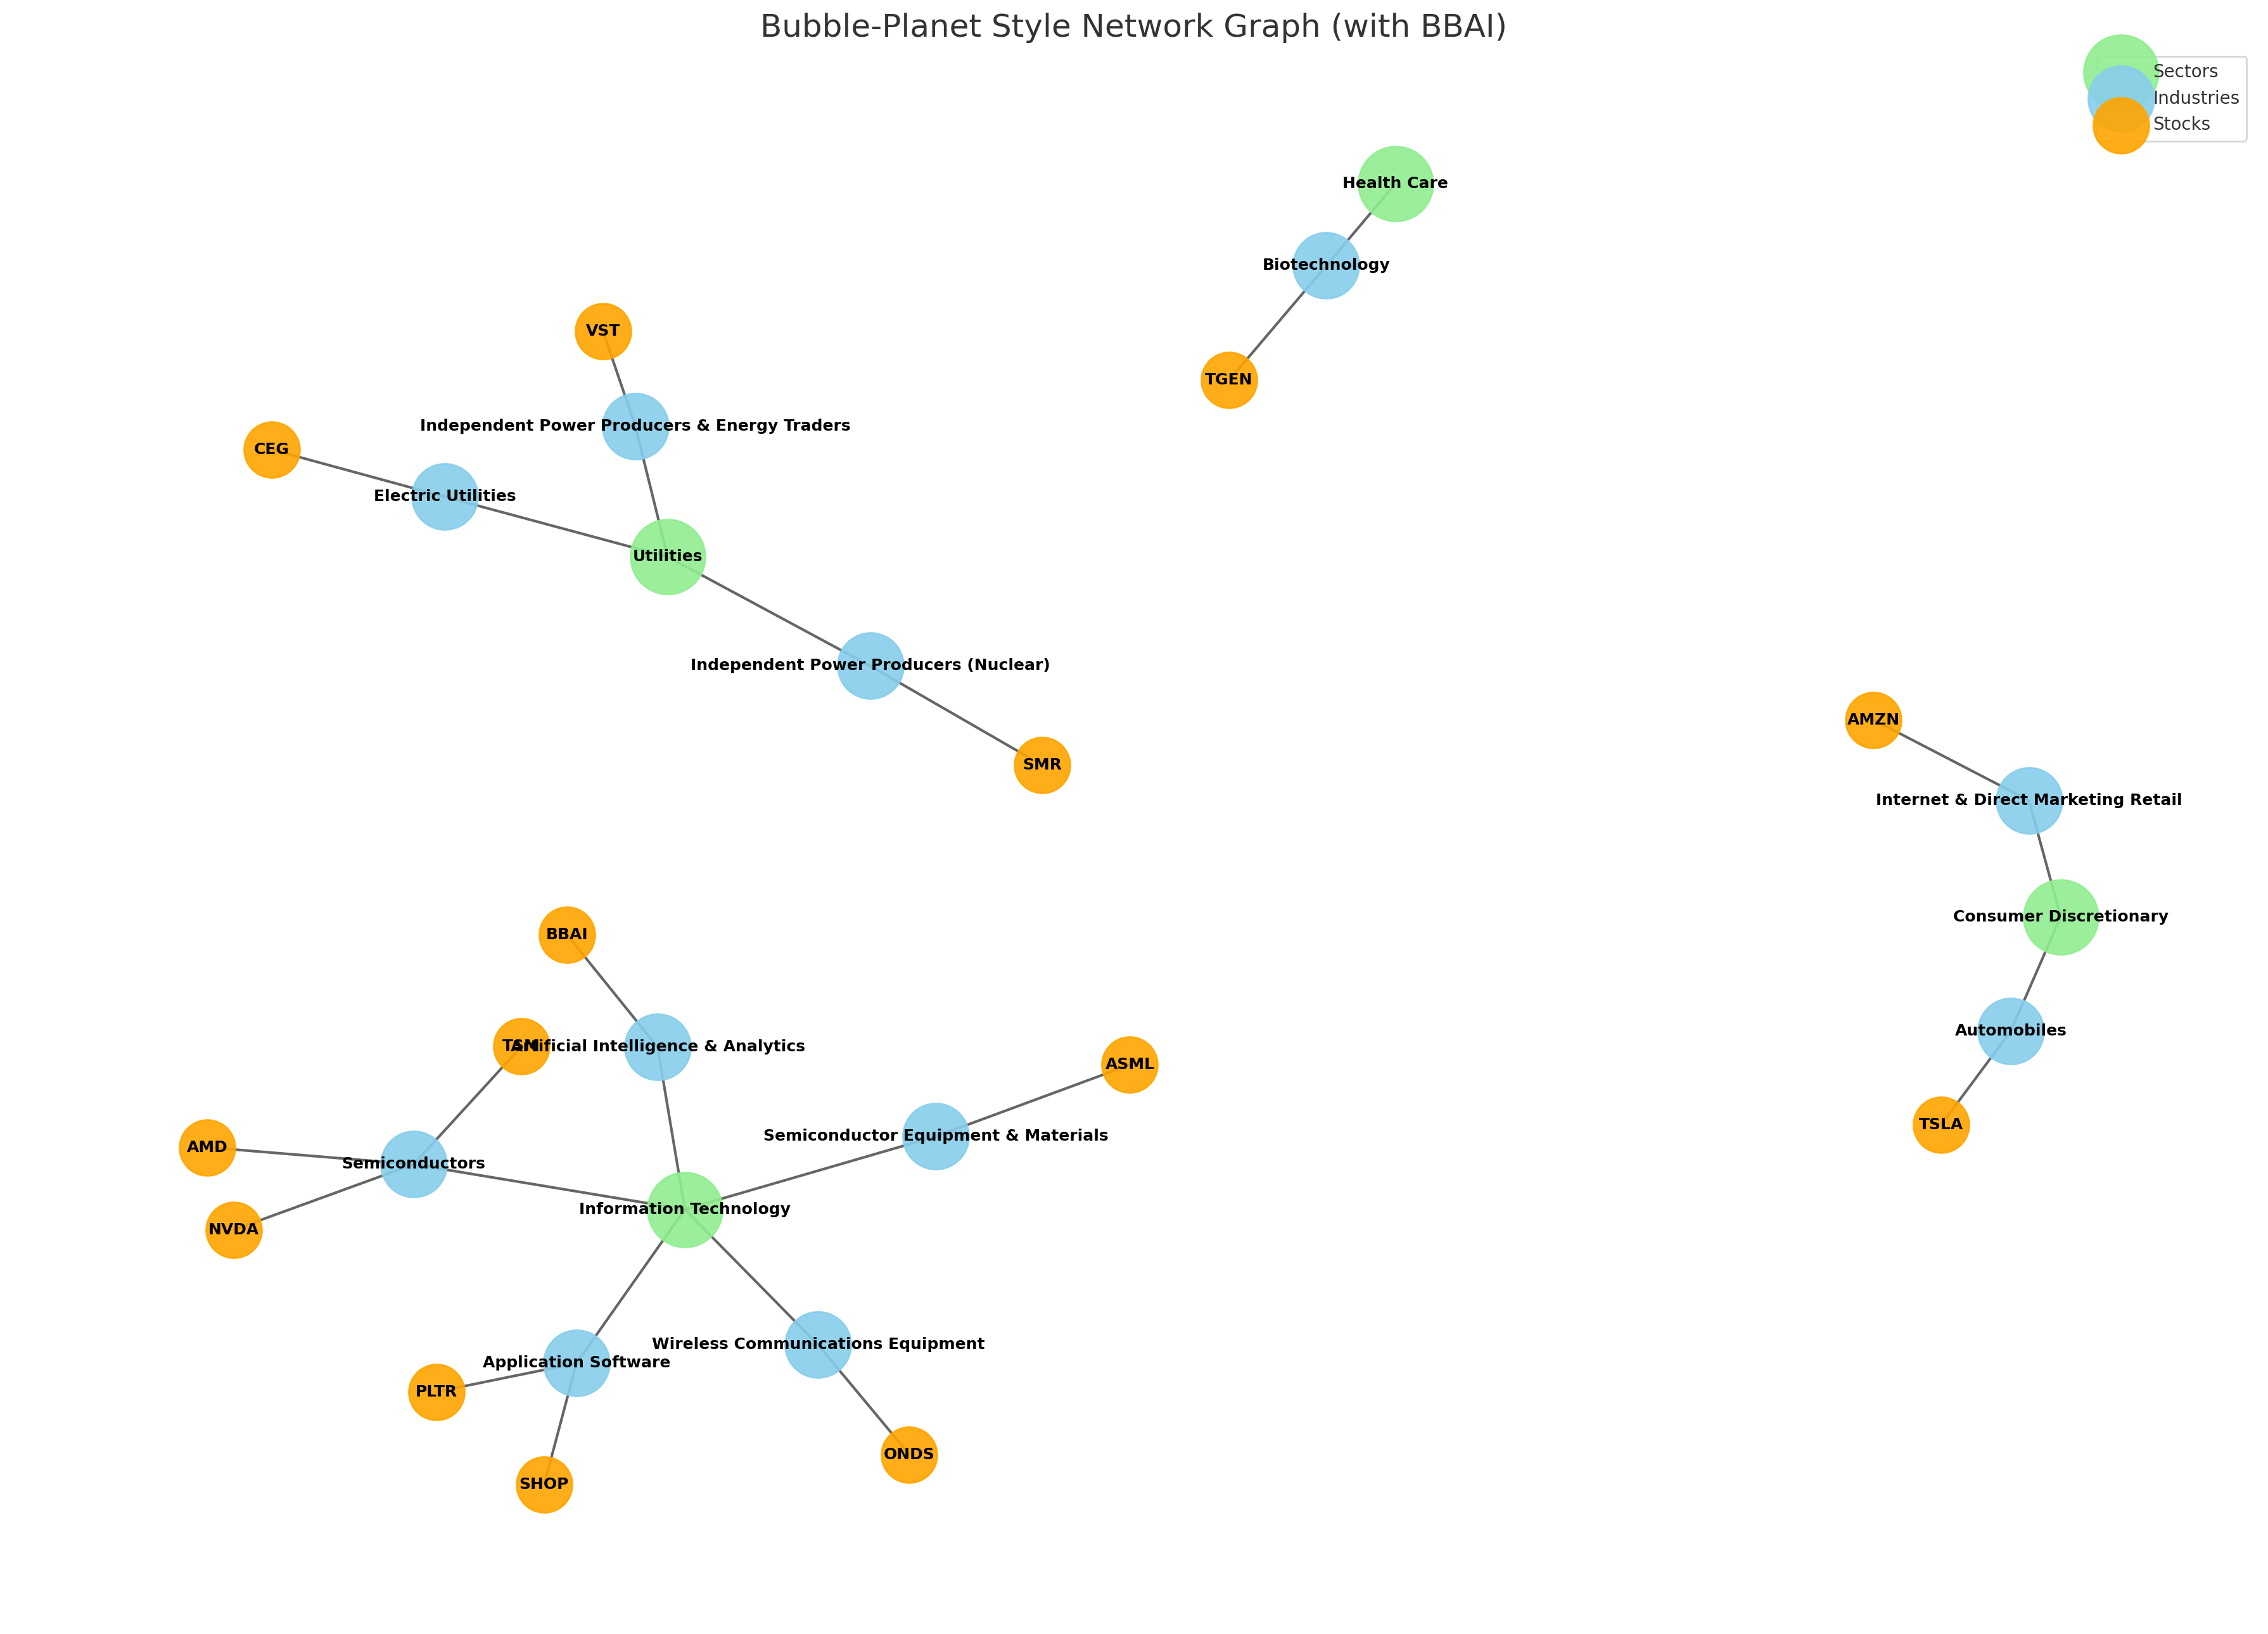 Bubble-Planet Style Network Graph (with BBAI)
Sectors
Industries
Stocks
Health Care
Biotechnology
TGEN
VST
Independent Power Producers & Energy Traders
CEG
Electric Utilities
Utilities
Independent Power Producers (Nuclear)
SMR
AMZN
Internet & Direct Marketing Retail
Consumer Discretionary
Automobiles
TSLA
BBAI
TSM
Artificial Intelligence & Analytics
ASML
Semiconductor Equipment & Materials
AMD
Semiconductors
NVDA
Information Technology
Wireless Communications Equipment
Application Software
PLTR
ONDS
SHOP